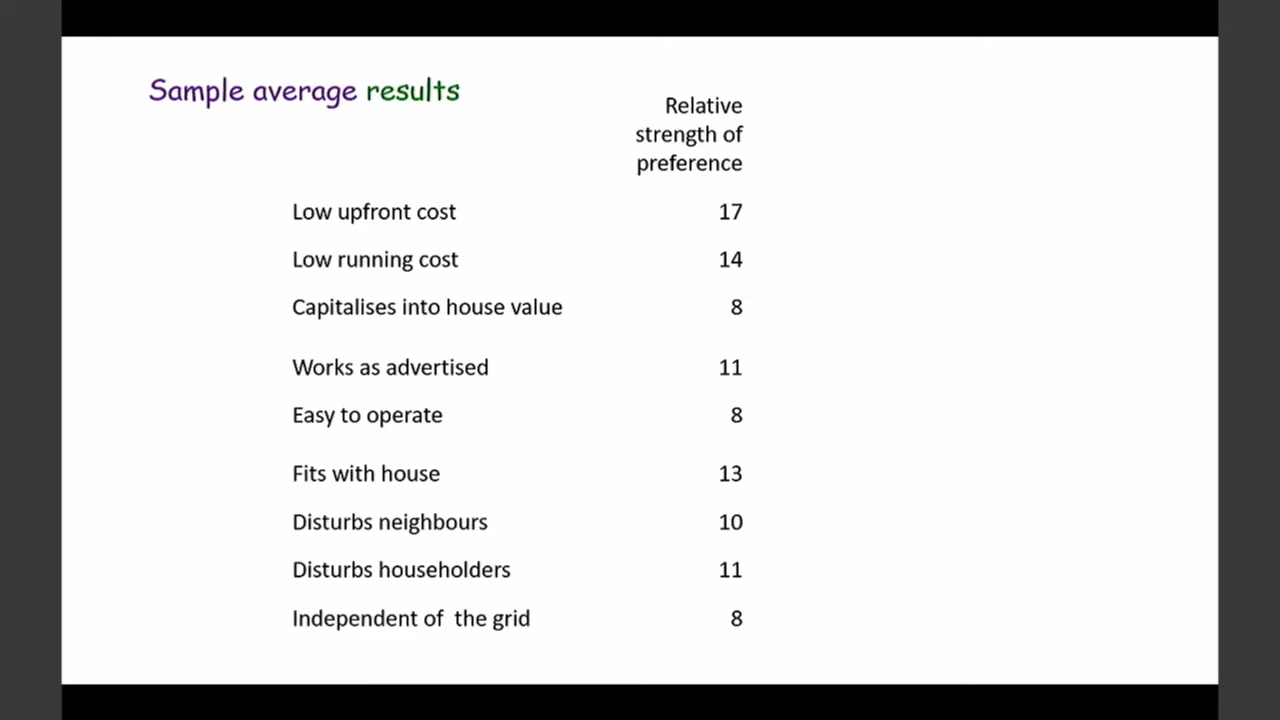 Sample average results
Relative
strength of
preference
Low upfront cost 17
Low running cost 14
Capitalises into house value 8
Works as advertised 11
Easy to operate 8
Fits with house 13
Disturbs neighbours 10
Disturbs householders 11
Independent of the grid 8